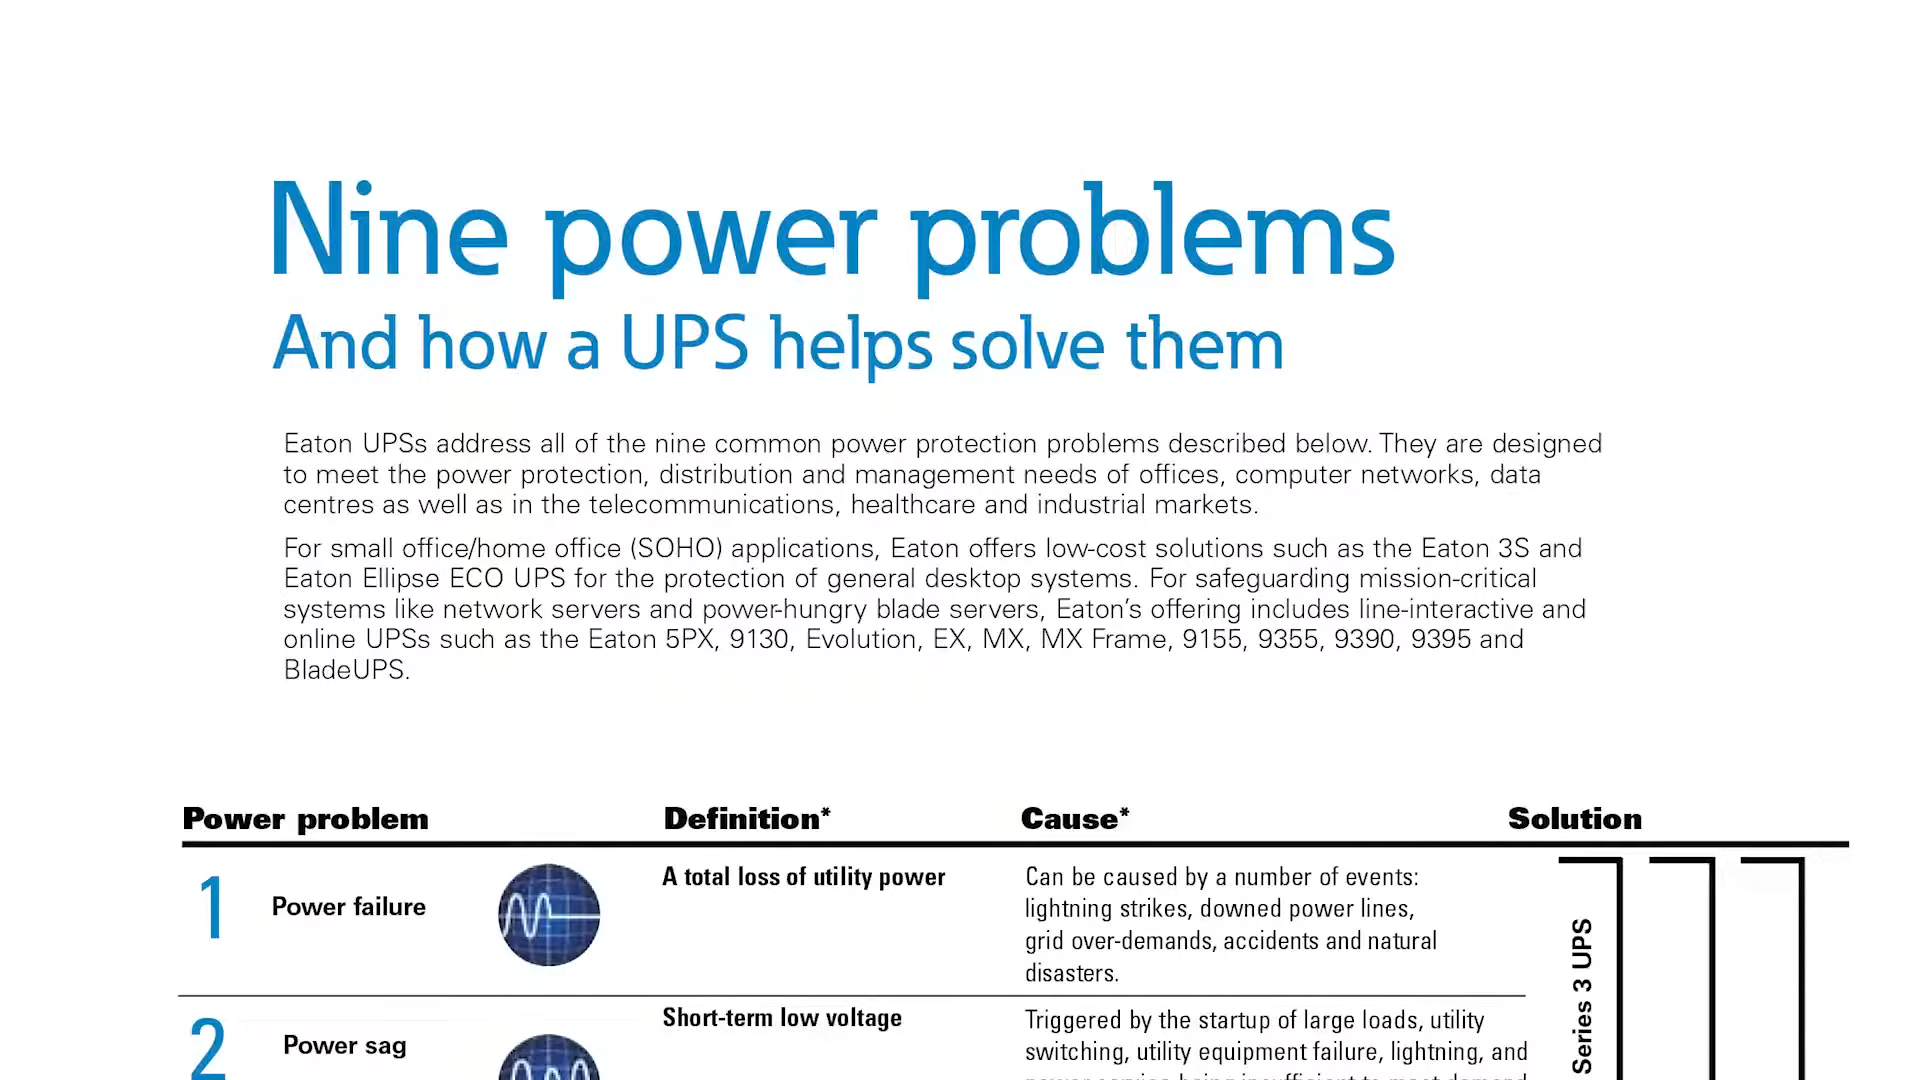 Nine power problems
And how a UPS helps solve them
Eaton UPSs address all of the nine common power protection problems described below. They are designed
to meet the power protection, distribution and management needs of offices, computer networks, data
centres as well as in the telecommunications, healthcare and industrial markets.
For small office/home office (SOHO) applications, Eaton offers low-cost solutions such as the Eaton 3S and
Eaton Ellipse ECO UPS for the protection of general desktop systems. For safeguarding mission-critical
systems like network servers and power-hungry blade servers, Eaton's offering includes line-interactive and
online UPSs such as the Eaton 5PX, 9130, Evolution, EX, MX, MX Frame, 9155, 9355, 9390, 9395 and
BladeUPS.
Power problem Definition* Cause* Solution
1 Power failure
A total loss of utility power
Can be caused by a number of events:
lightning strikes, downed power lines,
grid over-demands, accidents and natural
disasters.
2 Power sag
Short-term low voltage
Triggered by the startup of large loads, utility
switching, utility equipment failure, lightning, and
power service being insufficient to meet demand
Series 3 UPS